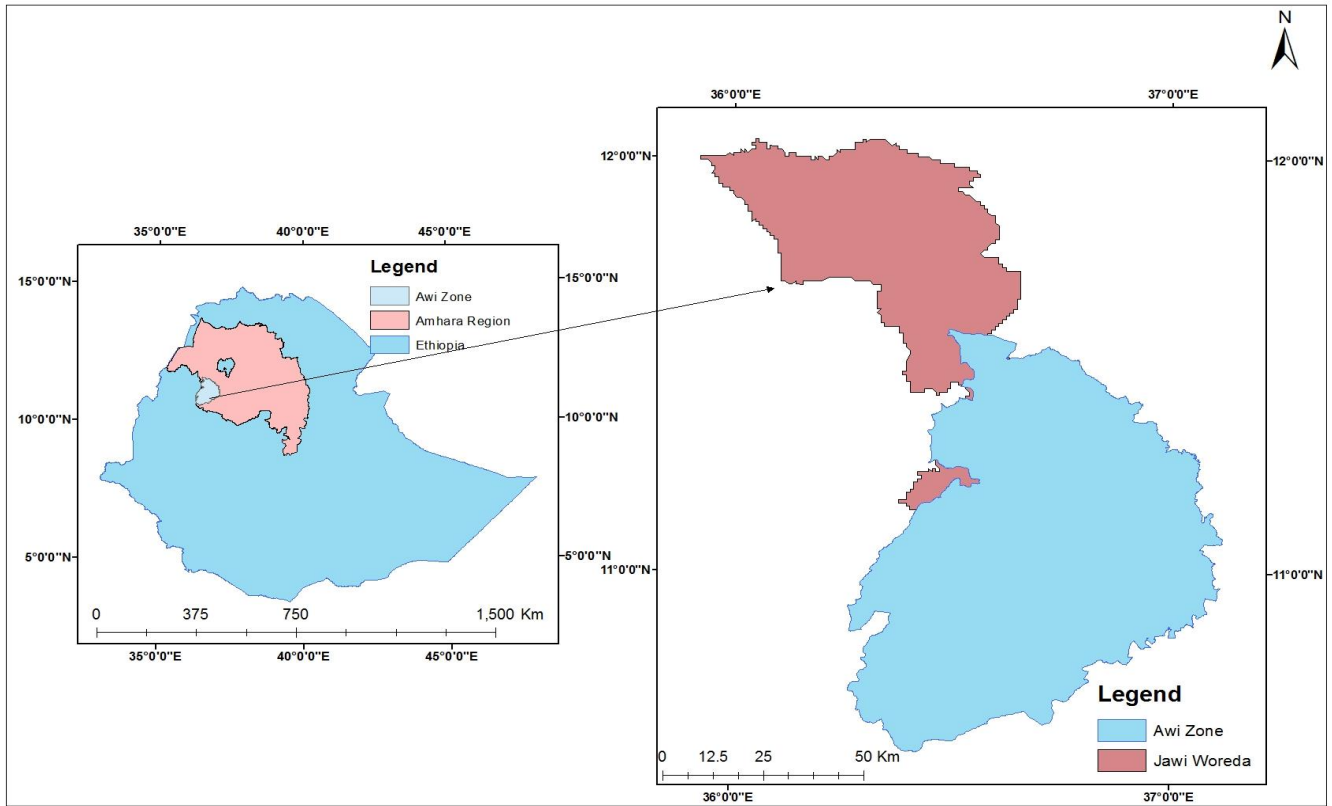 N
36°0'0"E 37°0'0"E
12°0'0"N 12°0'0"N
11°0'0"N 11°0'0"N
Legend
Awi Zone
Jawi Woreda
0 12.5 25 50 Km
36°0'0"E 37°0'0"E
35°0'0"E 40°0'0"E 45°0'0"E
15°0'0"N 15°0'0"N
Legend
Awi Zone
Amhara Region
Ethiopia
10°0'0"N 10°0'0"N
5°0'0"N 5°0'0"N
0 375 750 1,500 Km
35°0'0"E 40°0'0"E 45°0'0"E